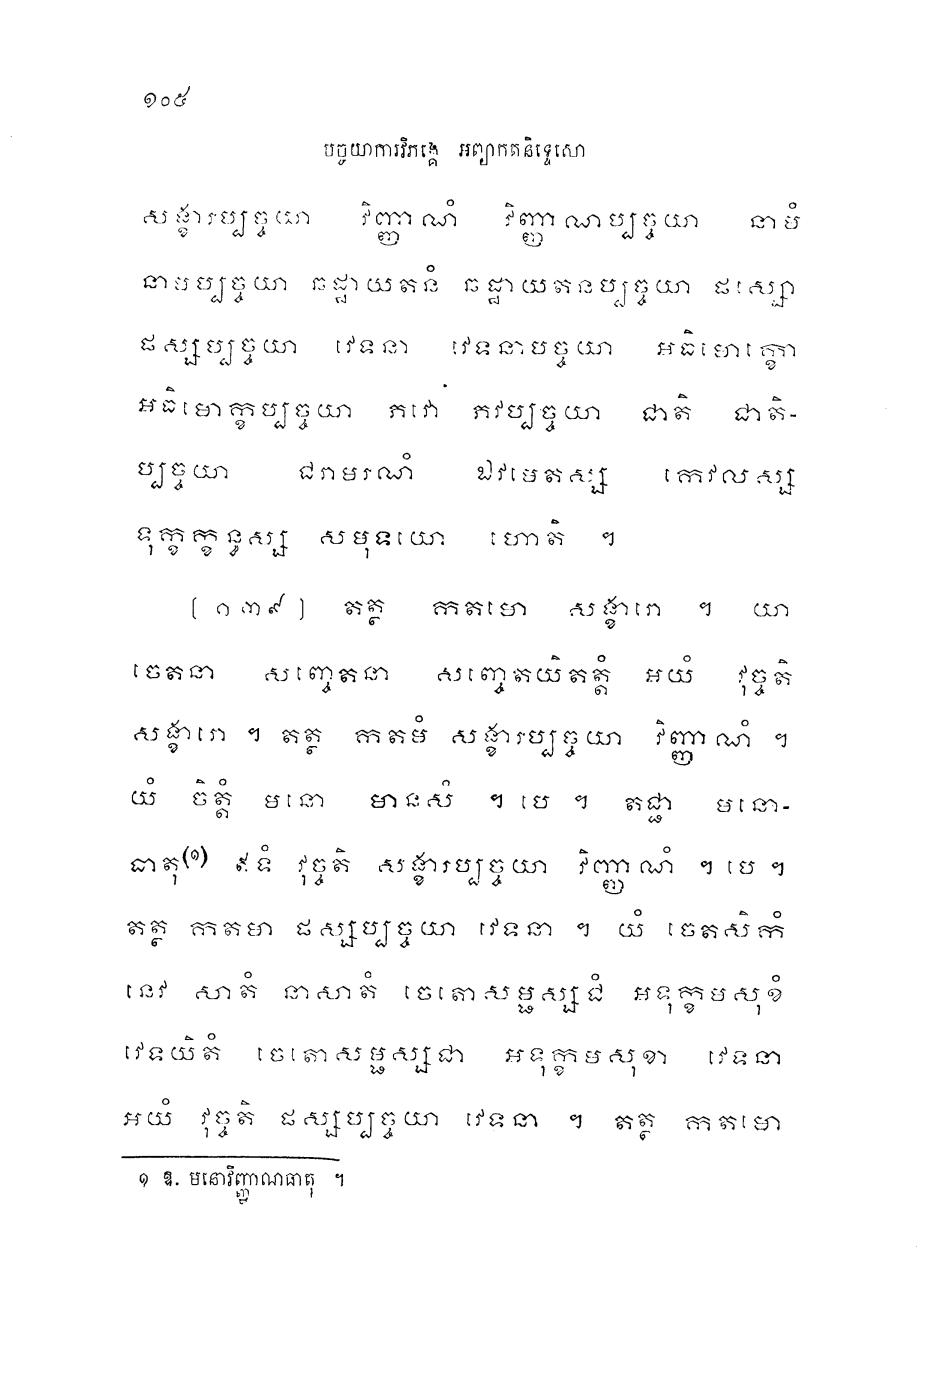 ១០៥
បច្ចយាការវិភង្គេ អព្យាកតនិទ្ទេសោ
សង្ខារប្បច្ចយា វិញ្ញាណំ វិញ្ញាណប្បច្ចយា នាមំ
នាមប្បច្ចយា ឆដ្ឋាយតនំ ឆដ្ឋាយតនប្បច្ចយា ផស្សោ
ផស្សប្បច្ចយា វេទនា វេទនាបច្ចយា អធិមោក្ខោ
អធិមោក្ខប្បច្ចយា ភវោ ភវប្បច្ចយា ជាតិ ជាតិ-
ប្បច្ចយា ជរាមរណំ ឯវមេតស្ស កេវលស្ស
ទុក្ខក្ខន្ធស្ស សមុទយោ ហោតិ ។
[ ១៣៩ ] តត្ថ កតមោ សង្ខារោ ។ យា
ចេតនា សញ្ចេតនា សញ្ចេតយិតត្តំ អយំ វុច្ចតិ
សង្ខារោ ។ តត្ថ កតមំ សង្ខារប្បច្ចយា វិញ្ញាណំ ។
យំ ចិត្តំ មនោ មានសំ ។ បេ ។ តជ្ជា មនោ-
ធាតុ(១) ឥទំ វុច្ចតិ សង្ខារប្បច្ចយា វិញ្ញាណំ ។ បេ ។
តត្ថ កតមា ផស្សប្បច្ចយា វេទនា ។ យំ ចេតសិកំ
នេវ សាតំ នាសាតំ ចេតោសម្ផស្សជំ អទុក្ខមសុខំ
វេទយិតំ ចេតោសម្ផស្សជា អទុក្ខមសុខា វេទនា
អយំ វុច្ចតិ ផស្សប្បច្ចយា វេទនា ។ តត្ថ កតមោ
១ ឱ. មនោវិញ្ញាណធាតុ ។